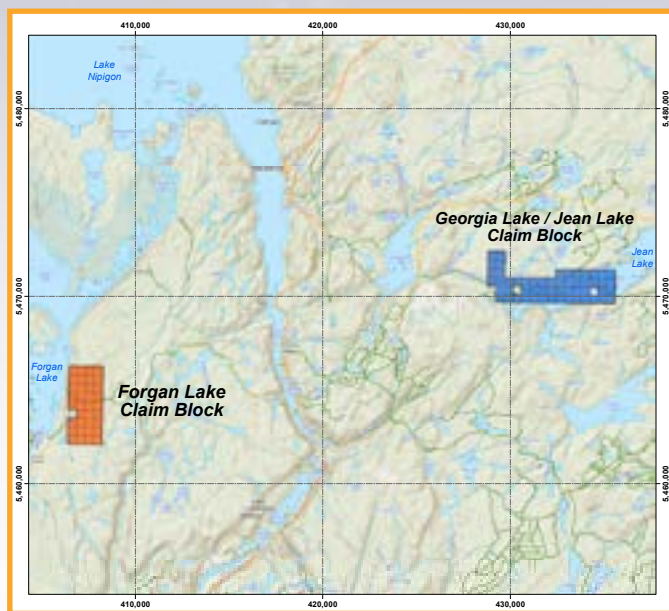 410,000 420,000 430,000
Lake
Nipigon
5,480,000 5,480,000
Georgia Lake / Jean Lake
Claim Block
Jean
Lake
5,470,000 5,470,000
Forgan
Lake
Forgan Lake
Claim Block
5,460,000 5,460,000
410,000 420,000 430,000